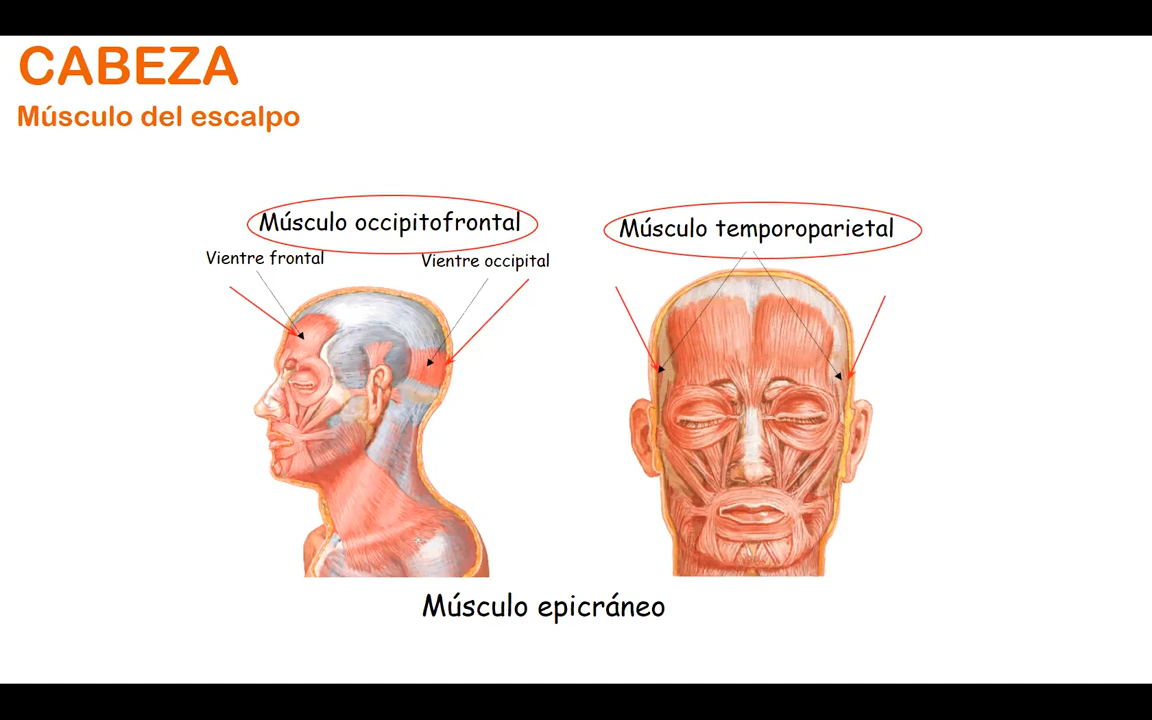 CABEZA
Músculo del escalpo
Músculo occipitofrontal
Músculo temporoparietal
Vientre frontal
Vientre occipital
Músculo epicráneo